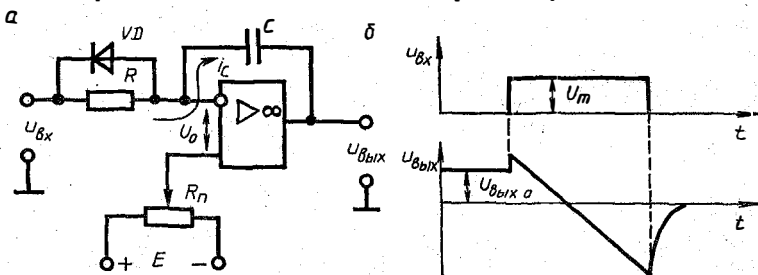 а
VD
R
C
i_C
▷∞
U_0
u_вх
u_вых
R_п
+ E −
б
u_вх
U_m
t
u_вых
U_вых 0
t